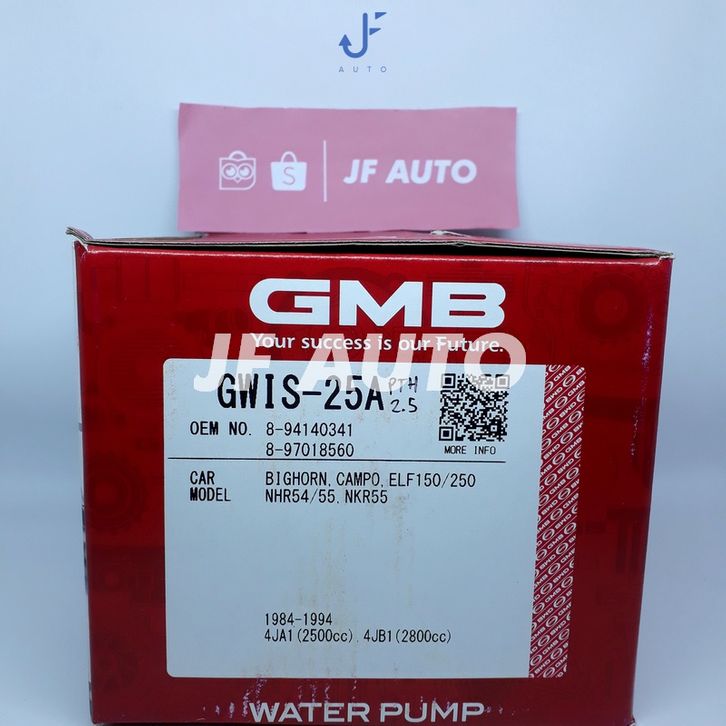 JF
AUTO
S
JF AUTO
GMB
Your success is our Future.
JF AUTO
GWIS-25A PTH
2.5
OEM NO. 8-94140341
8-97018560
MORE INFO
CAR BIGHORN, CAMPO, ELF150/250
MODEL NHR54/55, NKR55
1984-1994
4JA1(2500cc), 4JB1(2800cc)
WATER PUMP